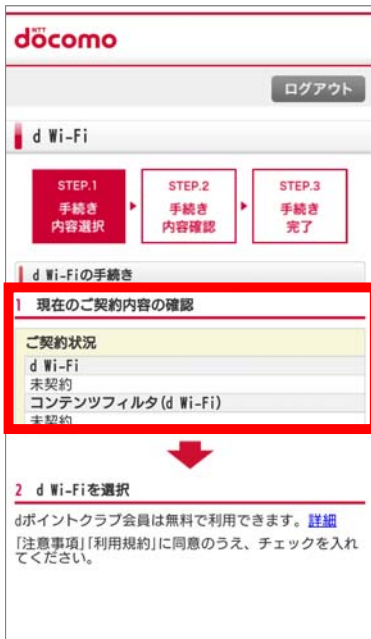 NTT
döcomo
ログアウト
d Wi-Fi
STEP.1
手続き
内容選択
STEP.2
手続き
内容確認
STEP.3
手続き
完了
d Wi-Fiの手続き
1 現在のご契約内容の確認
ご契約状況
d Wi-Fi
未契約
コンテンツフィルタ(d Wi-Fi)
未契約
2 d Wi-Fiを選択
dポイントクラブ会員は無料で利用できます。詳細
「注意事項」「利用規約」に同意のうえ、チェックを入れ
てください。